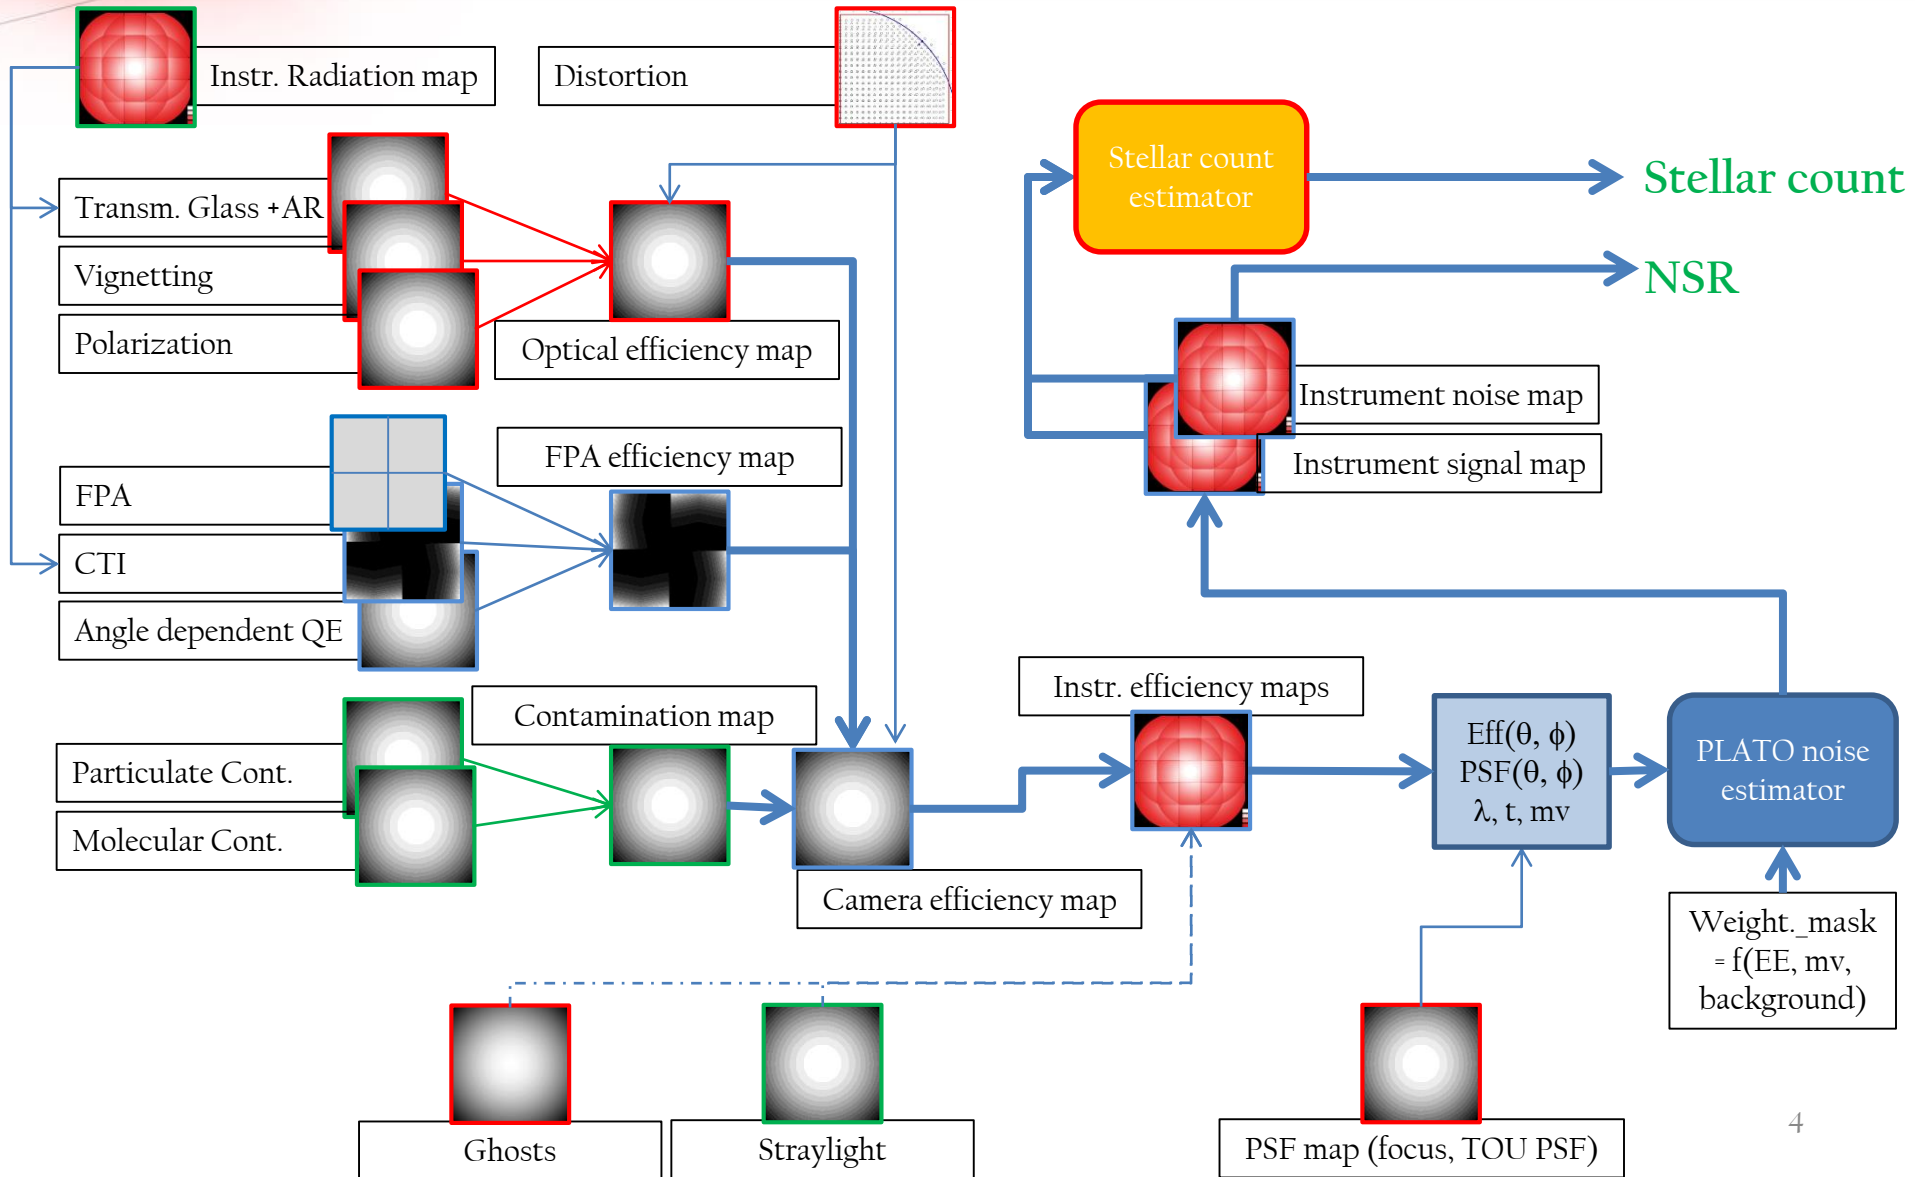 Instr. Radiation map
Distortion
Transm. Glass +AR
Vignetting
Polarization
Optical efficiency map
Stellar count
estimator
Stellar count
NSR
Instrument noise map
Instrument signal map
FPA efficiency map
FPA
CTI
Angle dependent QE
Contamination map
Particulate Cont.
Molecular Cont.
Camera efficiency map
Instr. efficiency maps
Eff(θ, ϕ)
PSF(θ, ϕ)
λ, t, mv
PLATO noise
estimator
Weight._mask
= f(EE, mv,
background)
Ghosts
Straylight
PSF map (focus, TOU PSF)
4